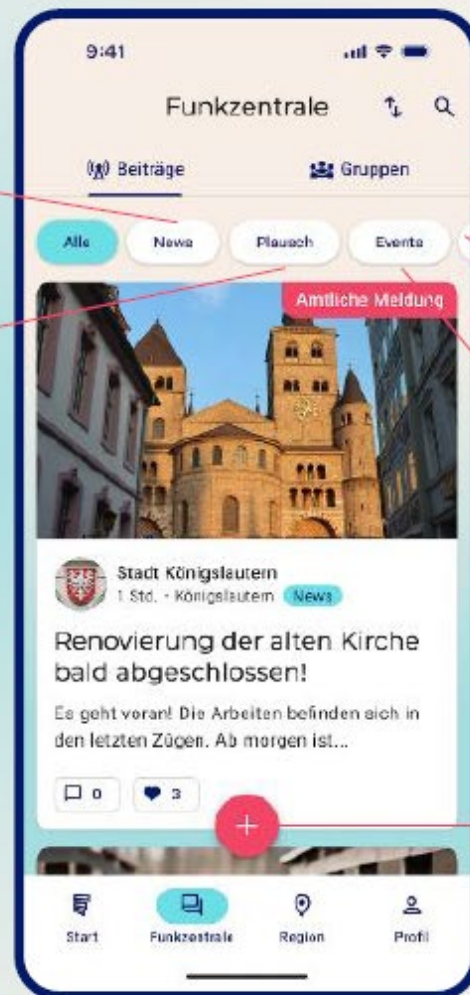 9:41
Funkzentrale
Beiträge
Gruppen
Alle
News
Plausch
Events
Amtliche Meldung
Stadt Königslautern
1 Std. • Königslautern News
Renovierung der alten Kirche
bald abgeschlossen!
Es geht voran! Die Arbeiten befinden sich in
den letzten Zügen. Ab morgen ist...
0
3
Start
Funkzentrale
Region
Profil